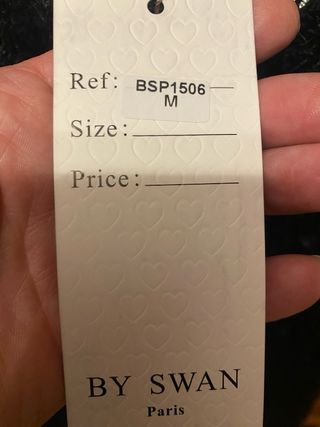 Ref: BSP1506
M
Size:
Price:
BY SWAN
Paris